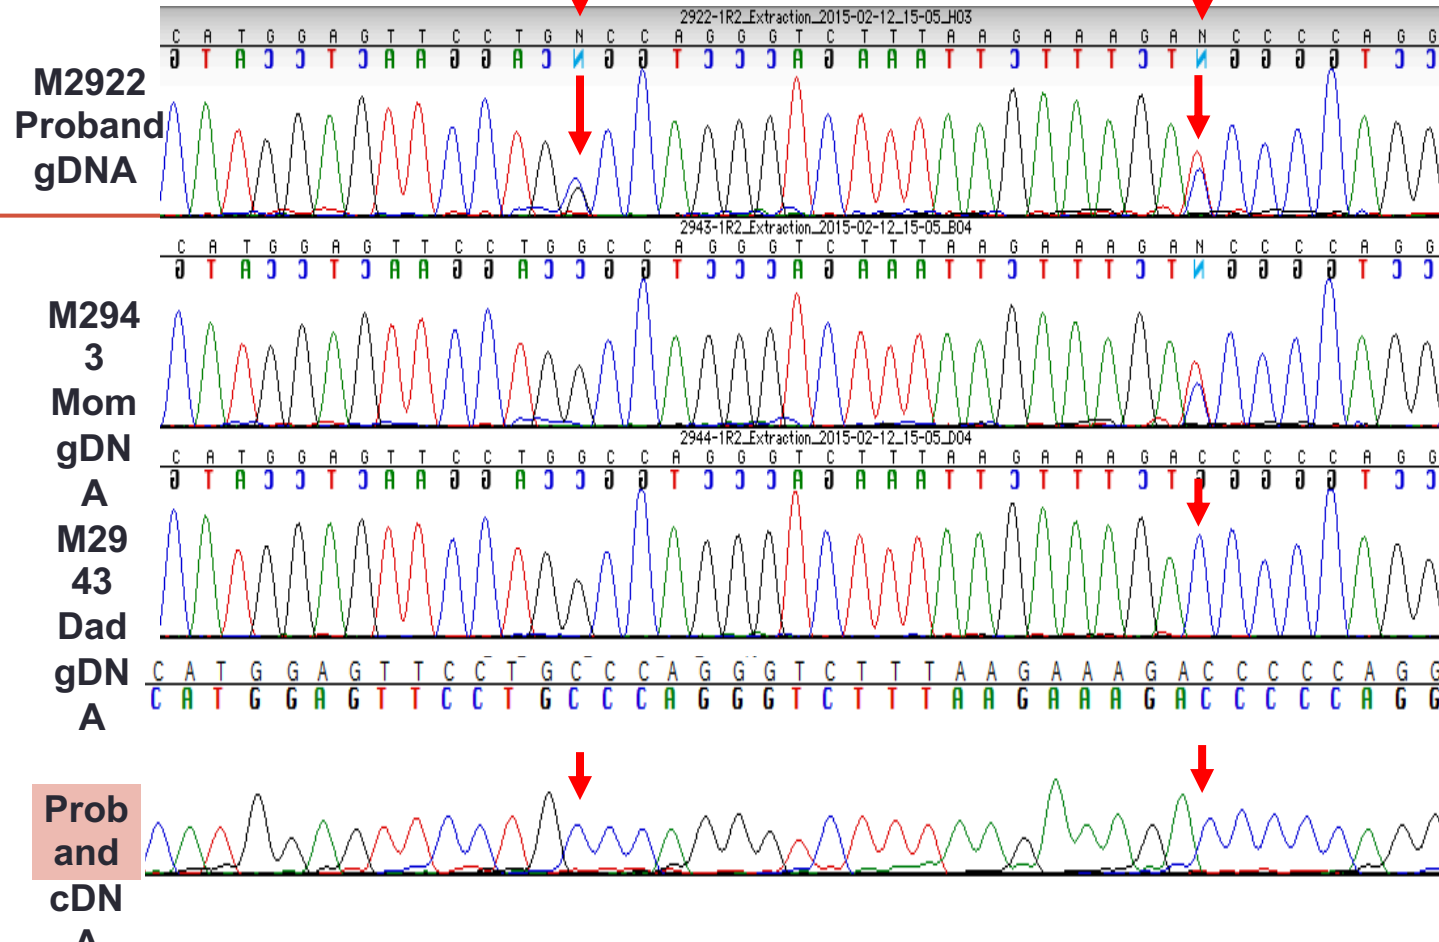 2922-1R2_Extraction_2015-02-12_15-05_H03
C A T G G A G T T C C T G N C C A G G G T C T T T A A G A A A G A N C C C C A G G
G T A C C T C A A G G A C N G G T C C C A G A A A T T C T T T C T N G G G G T C C
M2922
Proband
gDNA
2943-1R2_Extraction_2015-02-12_15-05_B04
C A T G G A G T T C C T G G C C A G G G T C T T T A A G A A A G A N C C C C A G G
G T A C C T C A A G G A C C G G T C C C A G A A A T T C T T T C T N G G G G T C C
M294
3
Mom
gDN
A
2944-1R2_Extraction_2015-02-12_15-05_D04
C A T G G A G T T C C T G G C C A G G G T C T T T A A G A A A G A C C C C C A G G
G T A C C T C A A G G A C C G G T C C C A G A A A T T C T T T C T G G G G G T C C
M29
43
Dad
gDN
A
C A T G G A G T T C C T G C C C A G G G T C T T T A A G A A A G A C C C C C A G G
C A T G G A G T T C C T G C C C A G G G T C T T T A A G A A A G A C C C C C A G G
Prob
and
cDN
A